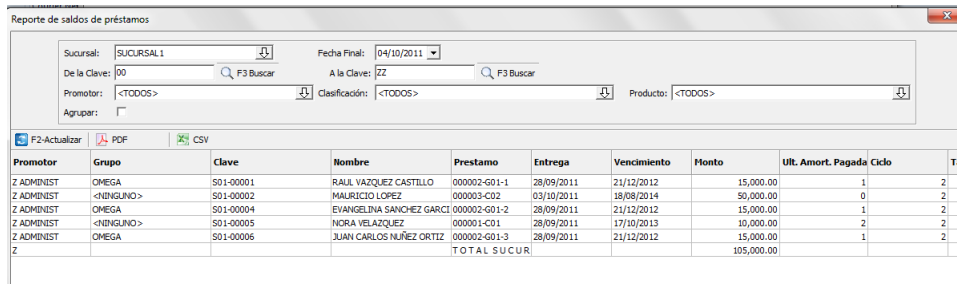 Reporte de saldos de préstamos
Sucursal: SUCURSAL1 Fecha Final: 04/10/2011
De la Clave: 00 F3 Buscar A la Clave: ZZ F3 Buscar
Promotor: <TODOS> Clasificación: <TODOS> Producto: <TODOS>
Agrupar:
F2-Actualizar PDF CSV
Promotor Grupo Clave Nombre Prestamo Entrega Vencimiento Monto Ult. Amort. Pagada Ciclo
Z ADMINIST OMEGA S01-00001 RAUL VAZQUEZ CASTILLO 000002-G01-1 28/09/2011 21/12/2012 15,000.00 1 2
Z ADMINIST <NINGUNO> S01-00002 MAURICIO LOPEZ 000003-C02 03/10/2011 18/08/2014 50,000.00 0 2
Z ADMINIST OMEGA S01-00004 EVANGELINA SANCHEZ GARCI 000002-G01-2 28/09/2011 21/12/2012 15,000.00 1 2
Z ADMINIST <NINGUNO> S01-00005 NORA VELAZQUEZ 000001-C01 28/09/2011 17/10/2013 10,000.00 2 2
Z ADMINIST OMEGA S01-00006 JUAN CARLOS NUÑEZ ORTIZ 000002-G01-3 28/09/2011 21/12/2012 15,000.00 1 2
Z TOTAL SUCUR 105,000.00